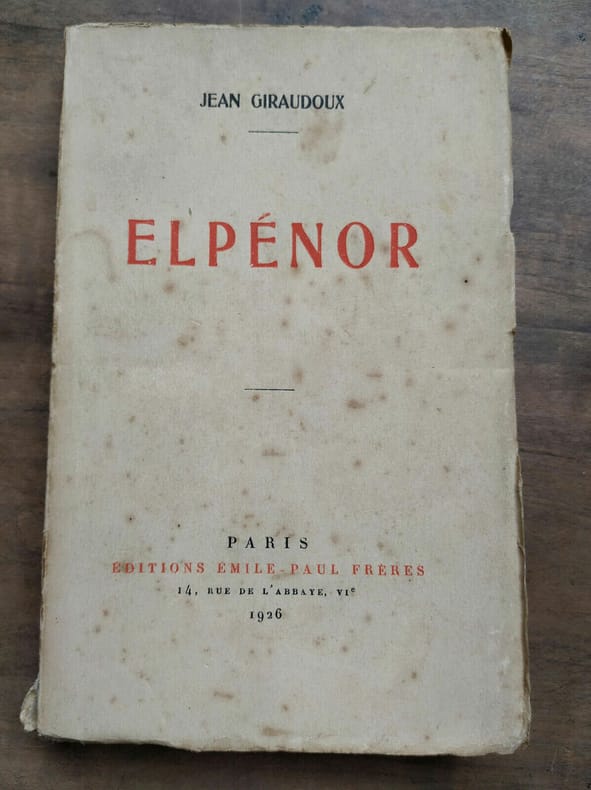 JEAN GIRAUDOUX
ELPÉNOR
PARIS
ÉDITIONS ÉMILE-PAUL FRÈRES
14, RUE DE L'ABBAYE, VIᵉ
1926